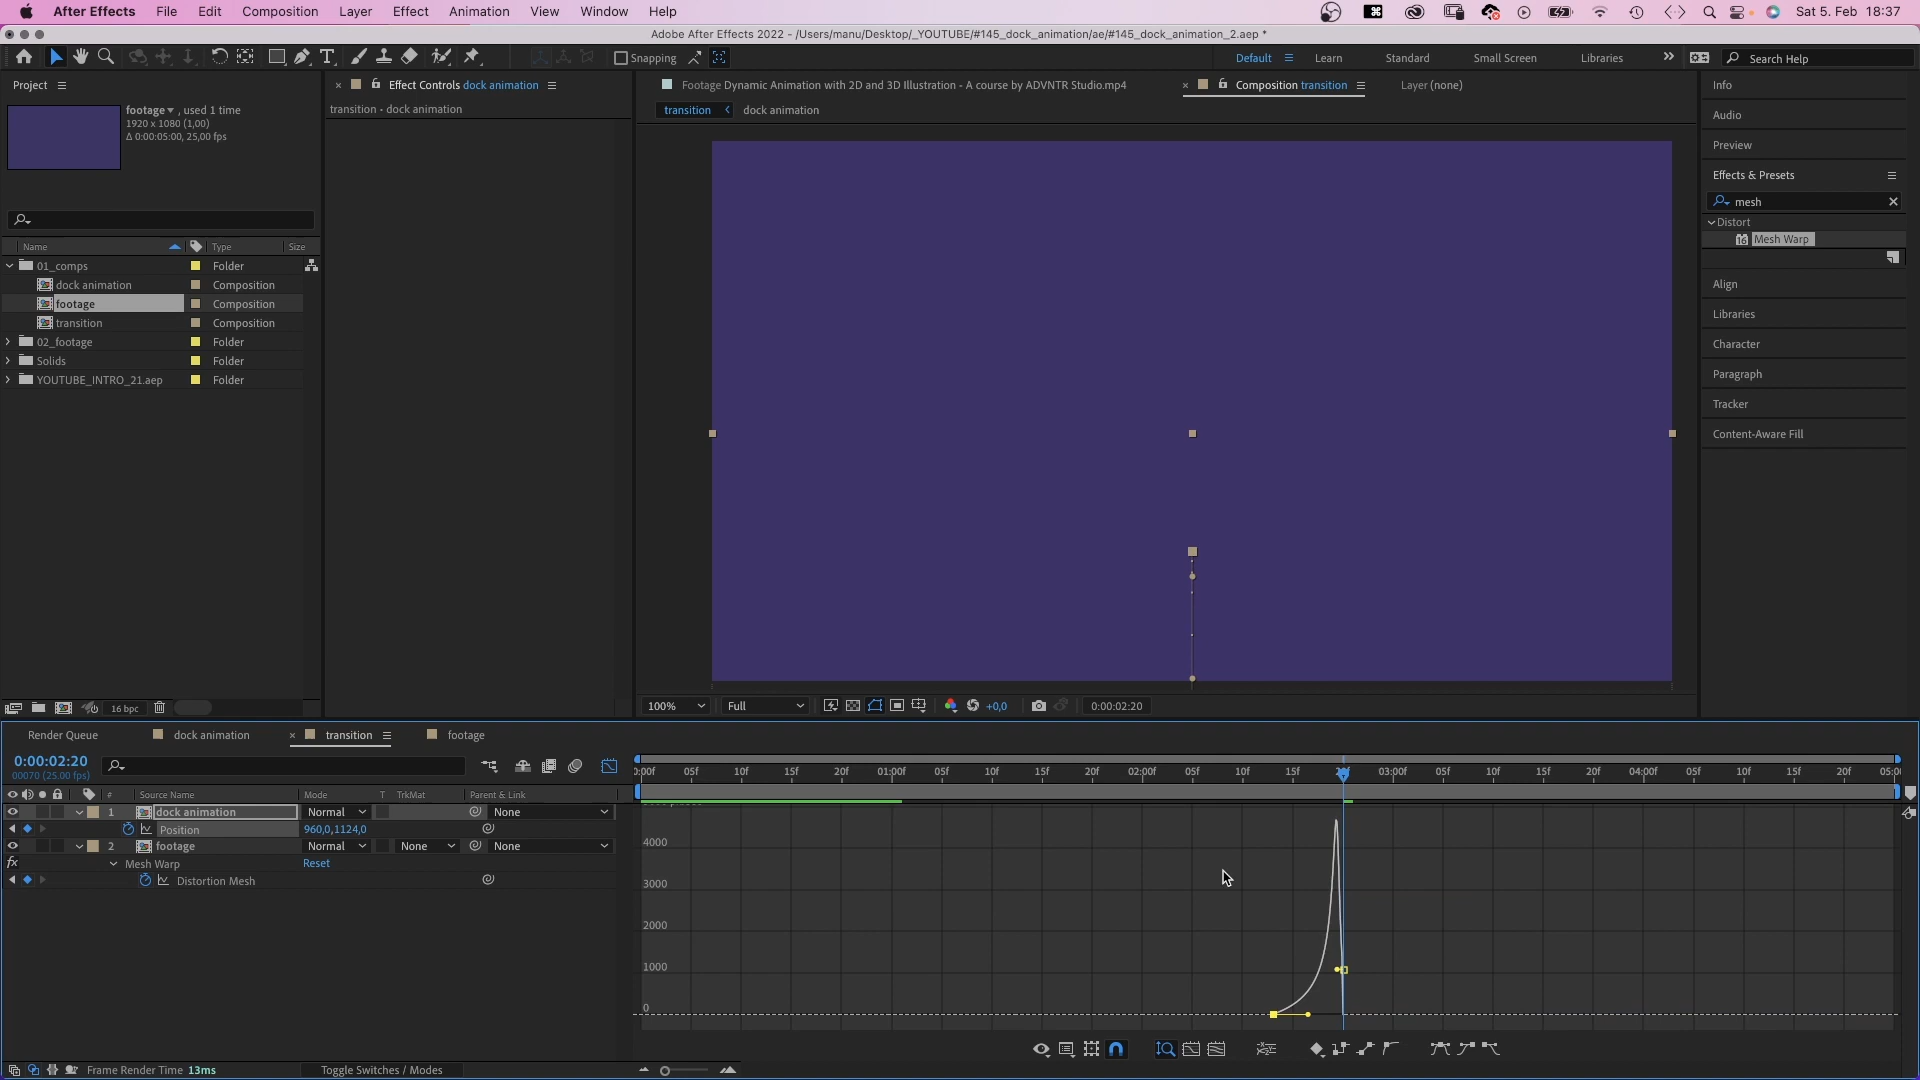 After Effects File Edit Composition Layer Effect Animation View Window Help Sat 5. Feb 18:37
Adobe After Effects 2022 - /Users/manu/Desktop/_YOUTUBE/#145_dock_animation/ae/#145_dock_animation_2.aep *
Snapping Default Learn Standard Small Screen Libraries Search Help
Project
footage , used 1 time
1920 x 1080 (1,00)
Δ 0:00:05:00, 25,00 fps
Name Type Size
01_comps Folder
dock animation Composition
footage Composition
transition Composition
02_footage Folder
Solids Folder
YOUTUBE_INTRO_21.aep Folder
16 bpc
Effect Controls dock animation
transition • dock animation
Footage Dynamic Animation with 2D and 3D Illustration - A course by ADVNTR Studio.mp4 Composition transition Layer (none)
transition dock animation
100% Full +0,0 0:00:02:20
Info
Audio
Preview
Effects & Presets
mesh
Distort
16 Mesh Warp
Align
Libraries
Character
Paragraph
Tracker
Content-Aware Fill
Render Queue dock animation transition footage
0:00:02:20
00070 (25.00 fps)
# Source Name Mode T TrkMat Parent & Link
1 dock animation Normal None
Position 960,0,1124,0
2 footage Normal None None
fx Mesh Warp Reset
Distortion Mesh
0:00f 05f 10f 15f 20f 01:00f 05f 10f 15f 20f 02:00f 05f 10f 15f 20f 03:00f 05f 10f 15f 20f 04:00f 05f 10f 15f 20f 05:0
4000
3000
2000
1000
0
Frame Render Time 13ms Toggle Switches / Modes